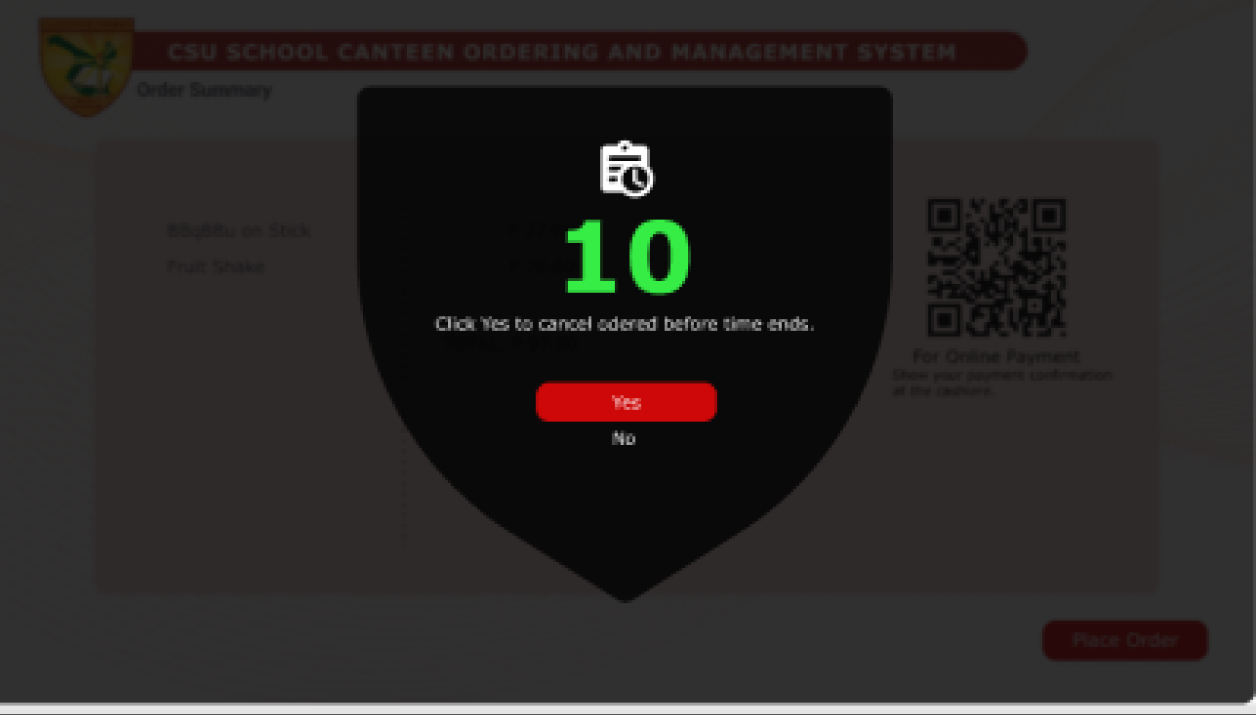 CSU SCHOOL CANTEEN ORDERING AND MANAGEMENT SYSTEM
Order Summary
10
BBqBBu on Stick
Fruit Shake
Click Yes to cancel odered before time ends.
For Online Payment
Show your payment confirmation
at the cashiere.
Yes
No
Place Order